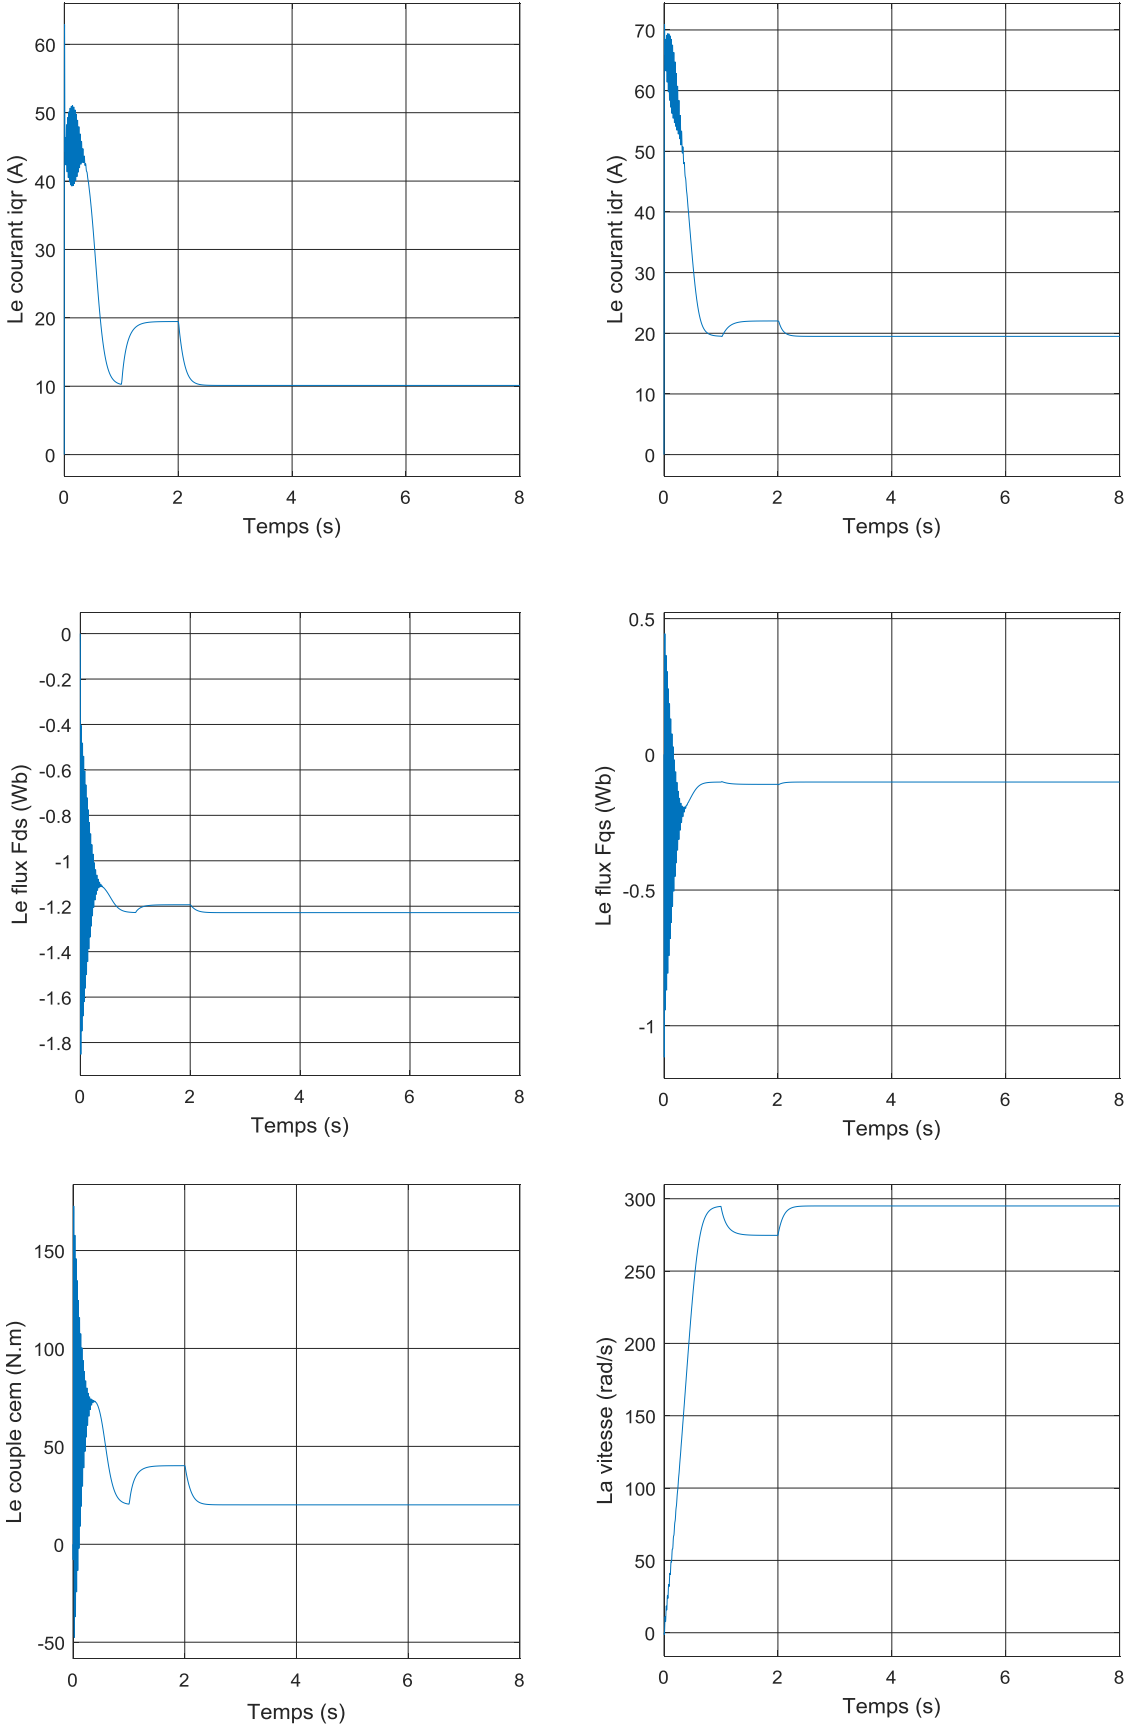 Le courant iqr (A)
60
50
40
30
20
10
0
0 2 4 6 8
Temps (s)
Le courant idr (A)
70
60
50
40
30
20
10
0
0 2 4 6 8
Temps (s)
Le flux Fds (Wb)
0
-0.2
-0.4
-0.6
-0.8
-1
-1.2
-1.4
-1.6
-1.8
0 2 4 6 8
Temps (s)
Le flux Fqs (Wb)
0.5
0
-0.5
-1
0 2 4 6 8
Temps (s)
Le couple cem (N.m)
150
100
50
0
-50
0 2 4 6 8
Temps (s)
La vitesse (rad/s)
300
250
200
150
100
50
0
0 2 4 6 8
Temps (s)